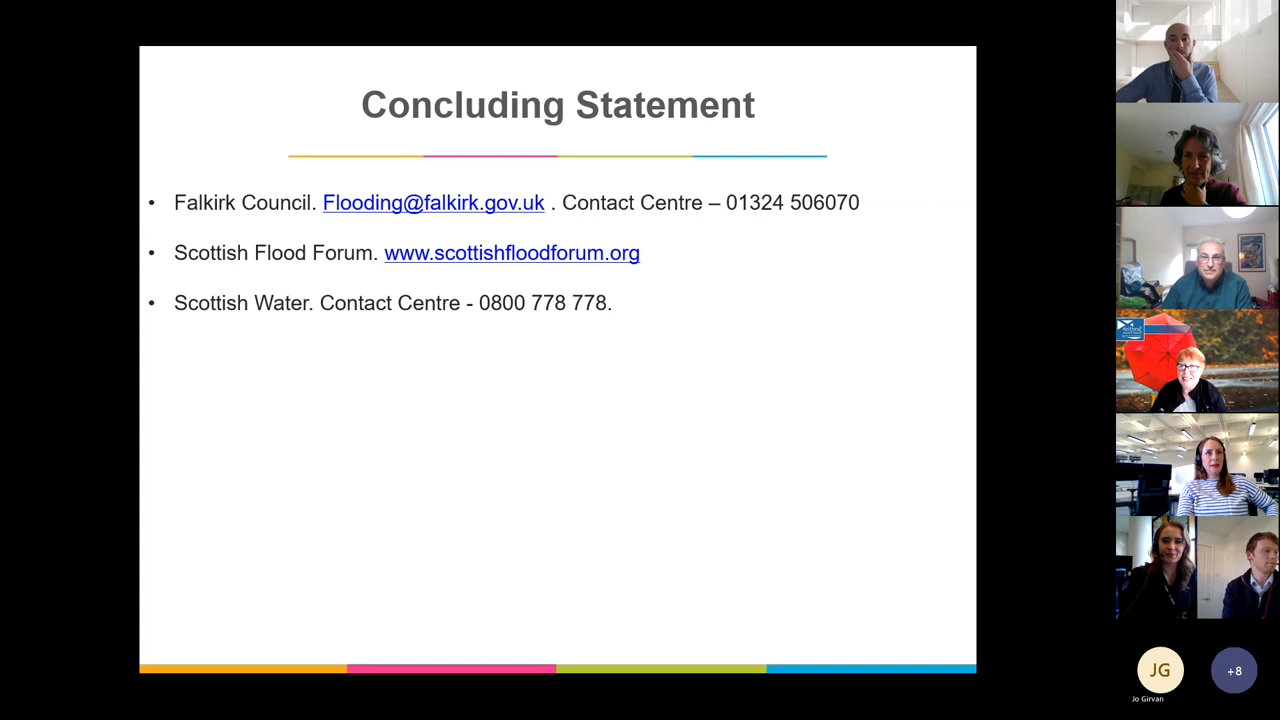 Concluding Statement
• Falkirk Council. Flooding@falkirk.gov.uk . Contact Centre – 01324 506070
• Scottish Flood Forum. www.scottishfloodforum.org
• Scottish Water. Contact Centre - 0800 778 778.
JG
+8
Jo Girvan